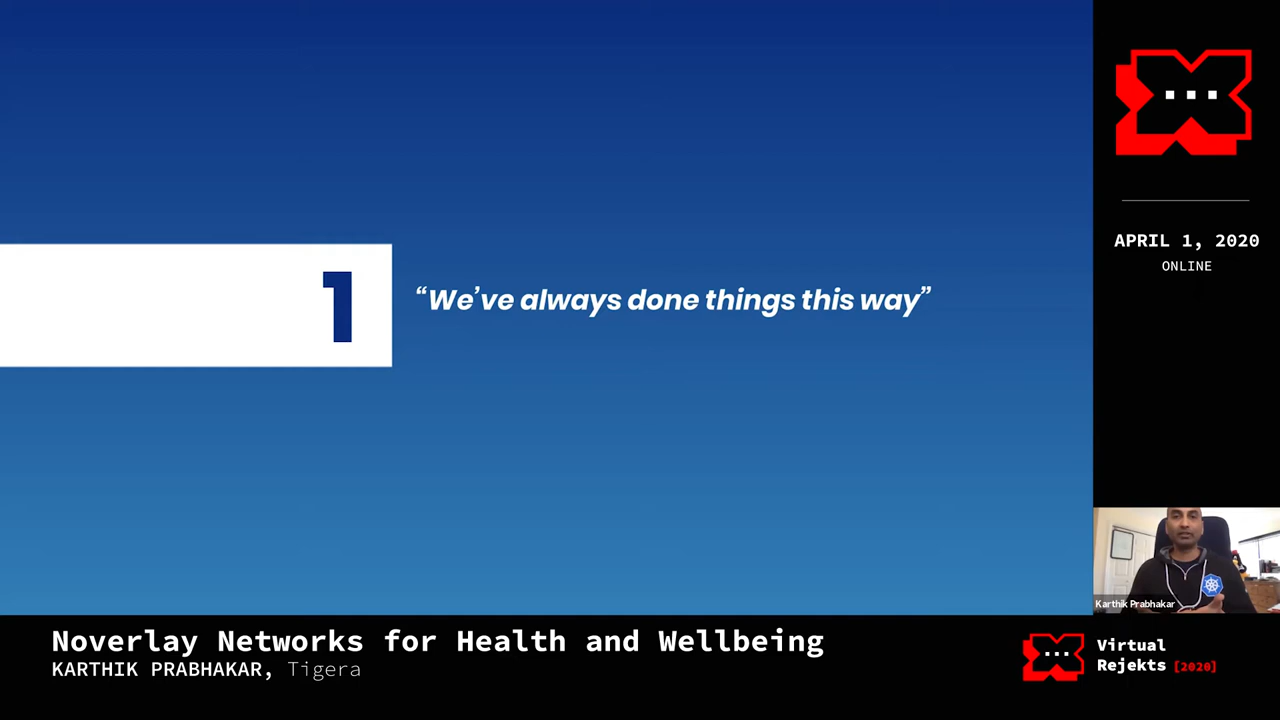 1
“We’ve always done things this way”
APRIL 1, 2020
ONLINE
Karthik Prabhakar
Noverlay Networks for Health and Wellbeing
KARTHIK PRABHAKAR, Tigera
Virtual
Rejekts [2020]